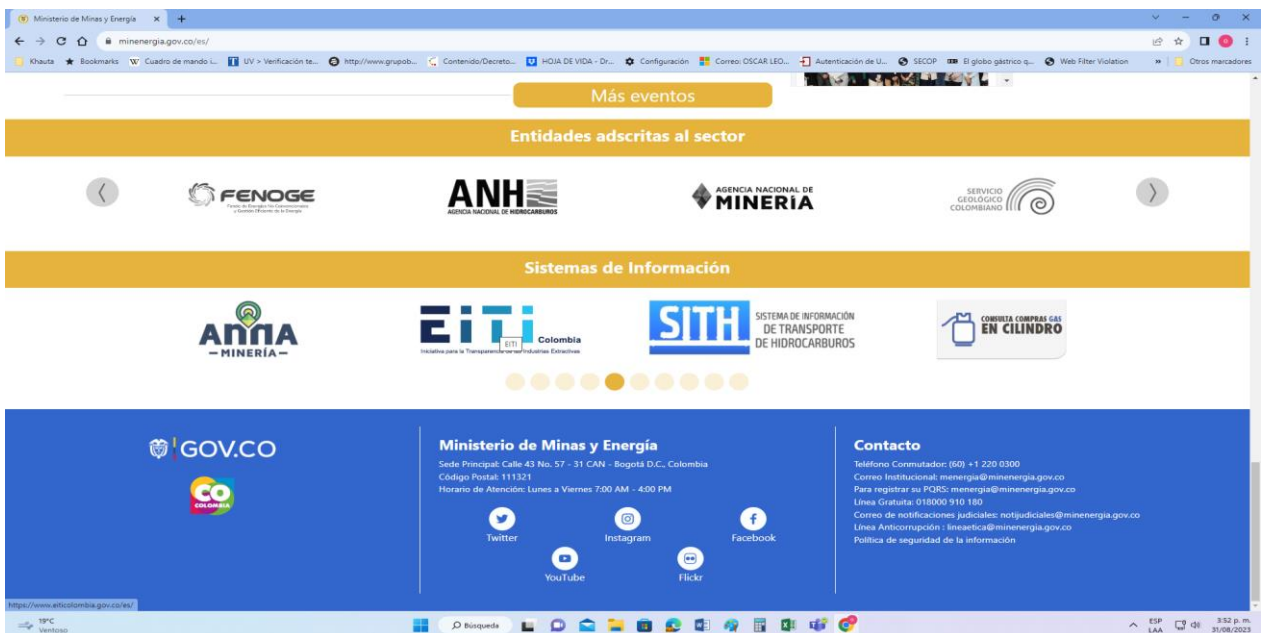 Ministerio de Minas y Energía
minenergia.gov.co/es/
Khauta
Bookmarks
Cuadro de mando i...
UV > Verificación te...
http://www.grupob...
Contenido/Decreto...
HOJA DE VIDA - Dr...
Configuración
Correo: OSCAR LEO...
Autenticación de U...
SECOP
El globo gástrico q...
Web Filter Violation
»
Otros marcadores
Más eventos
Entidades adscritas al sector
FENOGE
Fondo de Energías No Convencionales
y Gestión Eficiente de la Energía
ANH
AGENCIA NACIONAL DE HIDROCARBUROS
AGENCIA NACIONAL DE
MINERÍA
SERVICIO
GEOLÓGICO
COLOMBIANO
Sistemas de Información
AnnA
– MINERÍA –
EiTi
Colombia
EITI
SITH
SISTEMA DE INFORMACIÓN
DE TRANSPORTE
DE HIDROCARBUROS
CONSULTA COMPRAS GAS
EN CILINDRO
GOV.CO
CO
COLOMBIA
Ministerio de Minas y Energía
Sede Principal: Calle 43 No. 57 - 31 CAN - Bogotá D.C., Colombia
Código Postal: 111321
Horario de Atención: Lunes a Viernes 7:00 AM - 4:00 PM
Twitter
Instagram
Facebook
YouTube
Flickr
Contacto
Teléfono Conmutador: (60) +1 220 0300
Correo Institucional: menergia@minenergia.gov.co
Para registrar su PQRS: menergia@minenergia.gov.co
Línea Gratuita: 018000 910 180
Correo de notificaciones judiciales: notijudiciales@minenergia.gov.co
Línea Anticorrupción : lineaetica@minenergia.gov.co
Política de seguridad de la información
https://www.eiticolombia.gov.co/es/
19°C
Ventoso
Búsqueda
ESP
LAA
3:52 p. m.
31/08/2023